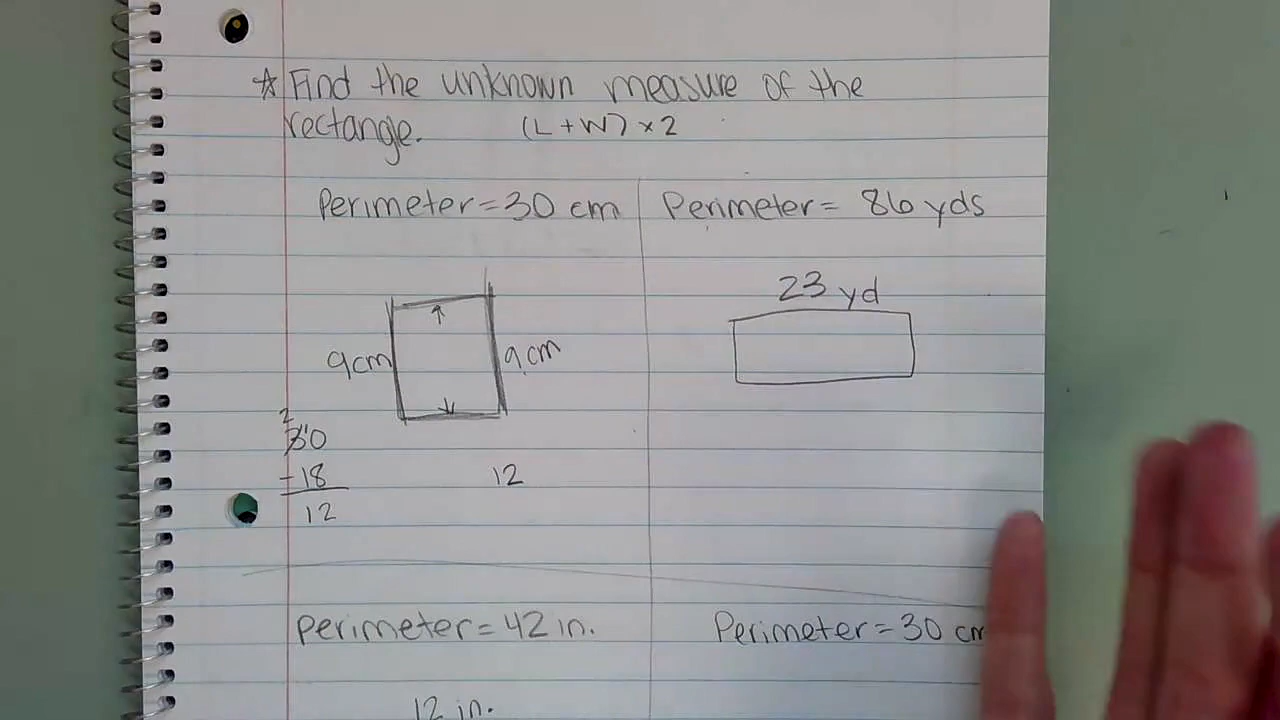 ☆ Find the unknown measure of the
rectangle. (L + W) × 2
Perimeter = 30 cm
9cm
9cm
2
30
- 18
12
12
Perimeter = 86 yds
23 yd
perimeter = 42 in.
12 in.
Perimeter = 30 cm